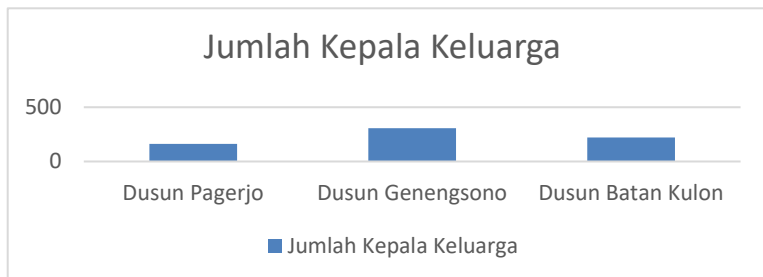 Jumlah Kepala Keluarga
500
0
Dusun Pagerjo Dusun Genengsono Dusun Batan Kulon
Jumlah Kepala Keluarga